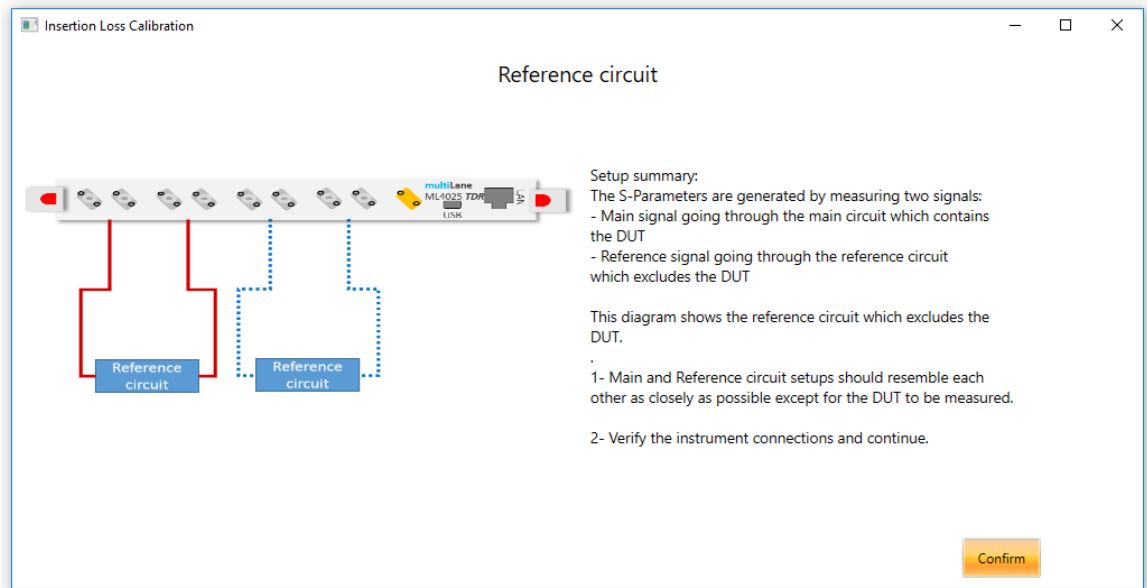 Insertion Loss Calibration
Reference circuit
multiLane
ML4025 TDR
USB
LAN
Reference
circuit
Reference
circuit
Setup summary:
The S-Parameters are generated by measuring two signals:
- Main signal going through the main circuit which contains
the DUT
- Reference signal going through the reference circuit
which excludes the DUT
This diagram shows the reference circuit which excludes the
DUT.
.
1- Main and Reference circuit setups should resemble each
other as closely as possible except for the DUT to be measured.
2- Verify the instrument connections and continue.
Confirm